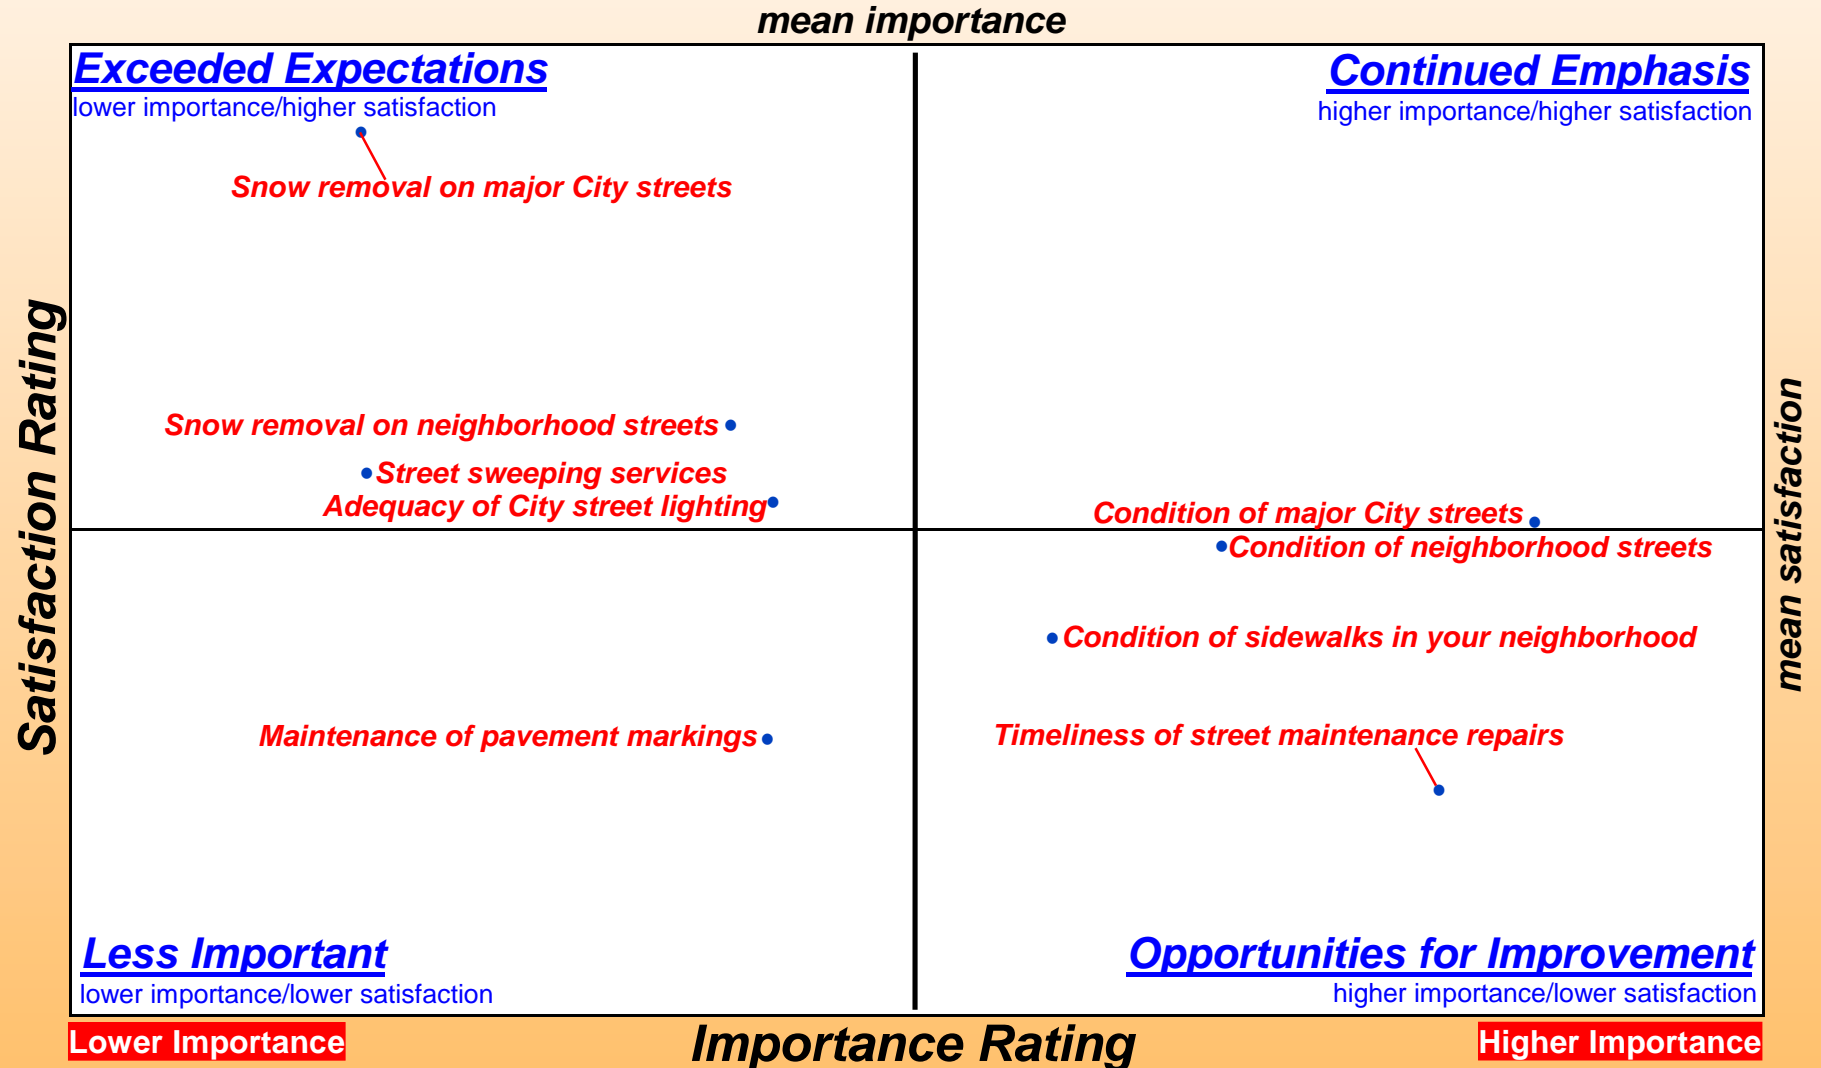 mean importance
Exceeded Expectations
lower importance/higher satisfaction
Continued Emphasis
higher importance/higher satisfaction
Snow removal on major City streets
Satisfaction Rating
mean satisfaction
Snow removal on neighborhood streets
Street sweeping services
Adequacy of City street lighting
Condition of major City streets
Condition of neighborhood streets
Condition of sidewalks in your neighborhood
Maintenance of pavement markings
Timeliness of street maintenance repairs
Less Important
lower importance/lower satisfaction
Opportunities for Improvement
higher importance/lower satisfaction
Lower Importance
Importance Rating
Higher Importance